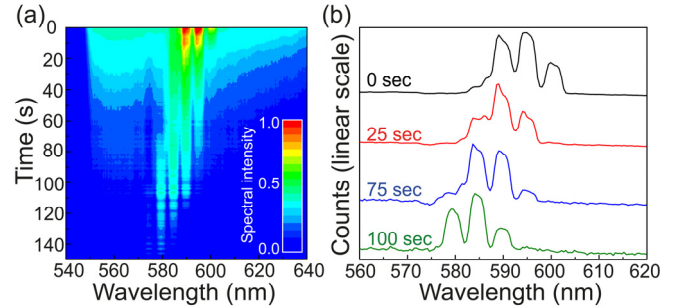 (a)
0
20
40
60
80
100
120
140
Time (s)
540 560 580 600 620 640
Wavelength (nm)
Spectral intensity
1.0
0.5
0.0
(b)
Counts (linear scale)
0 sec
25 sec
75 sec
100 sec
560 570 580 590 600 610 620
Wavelength (nm)